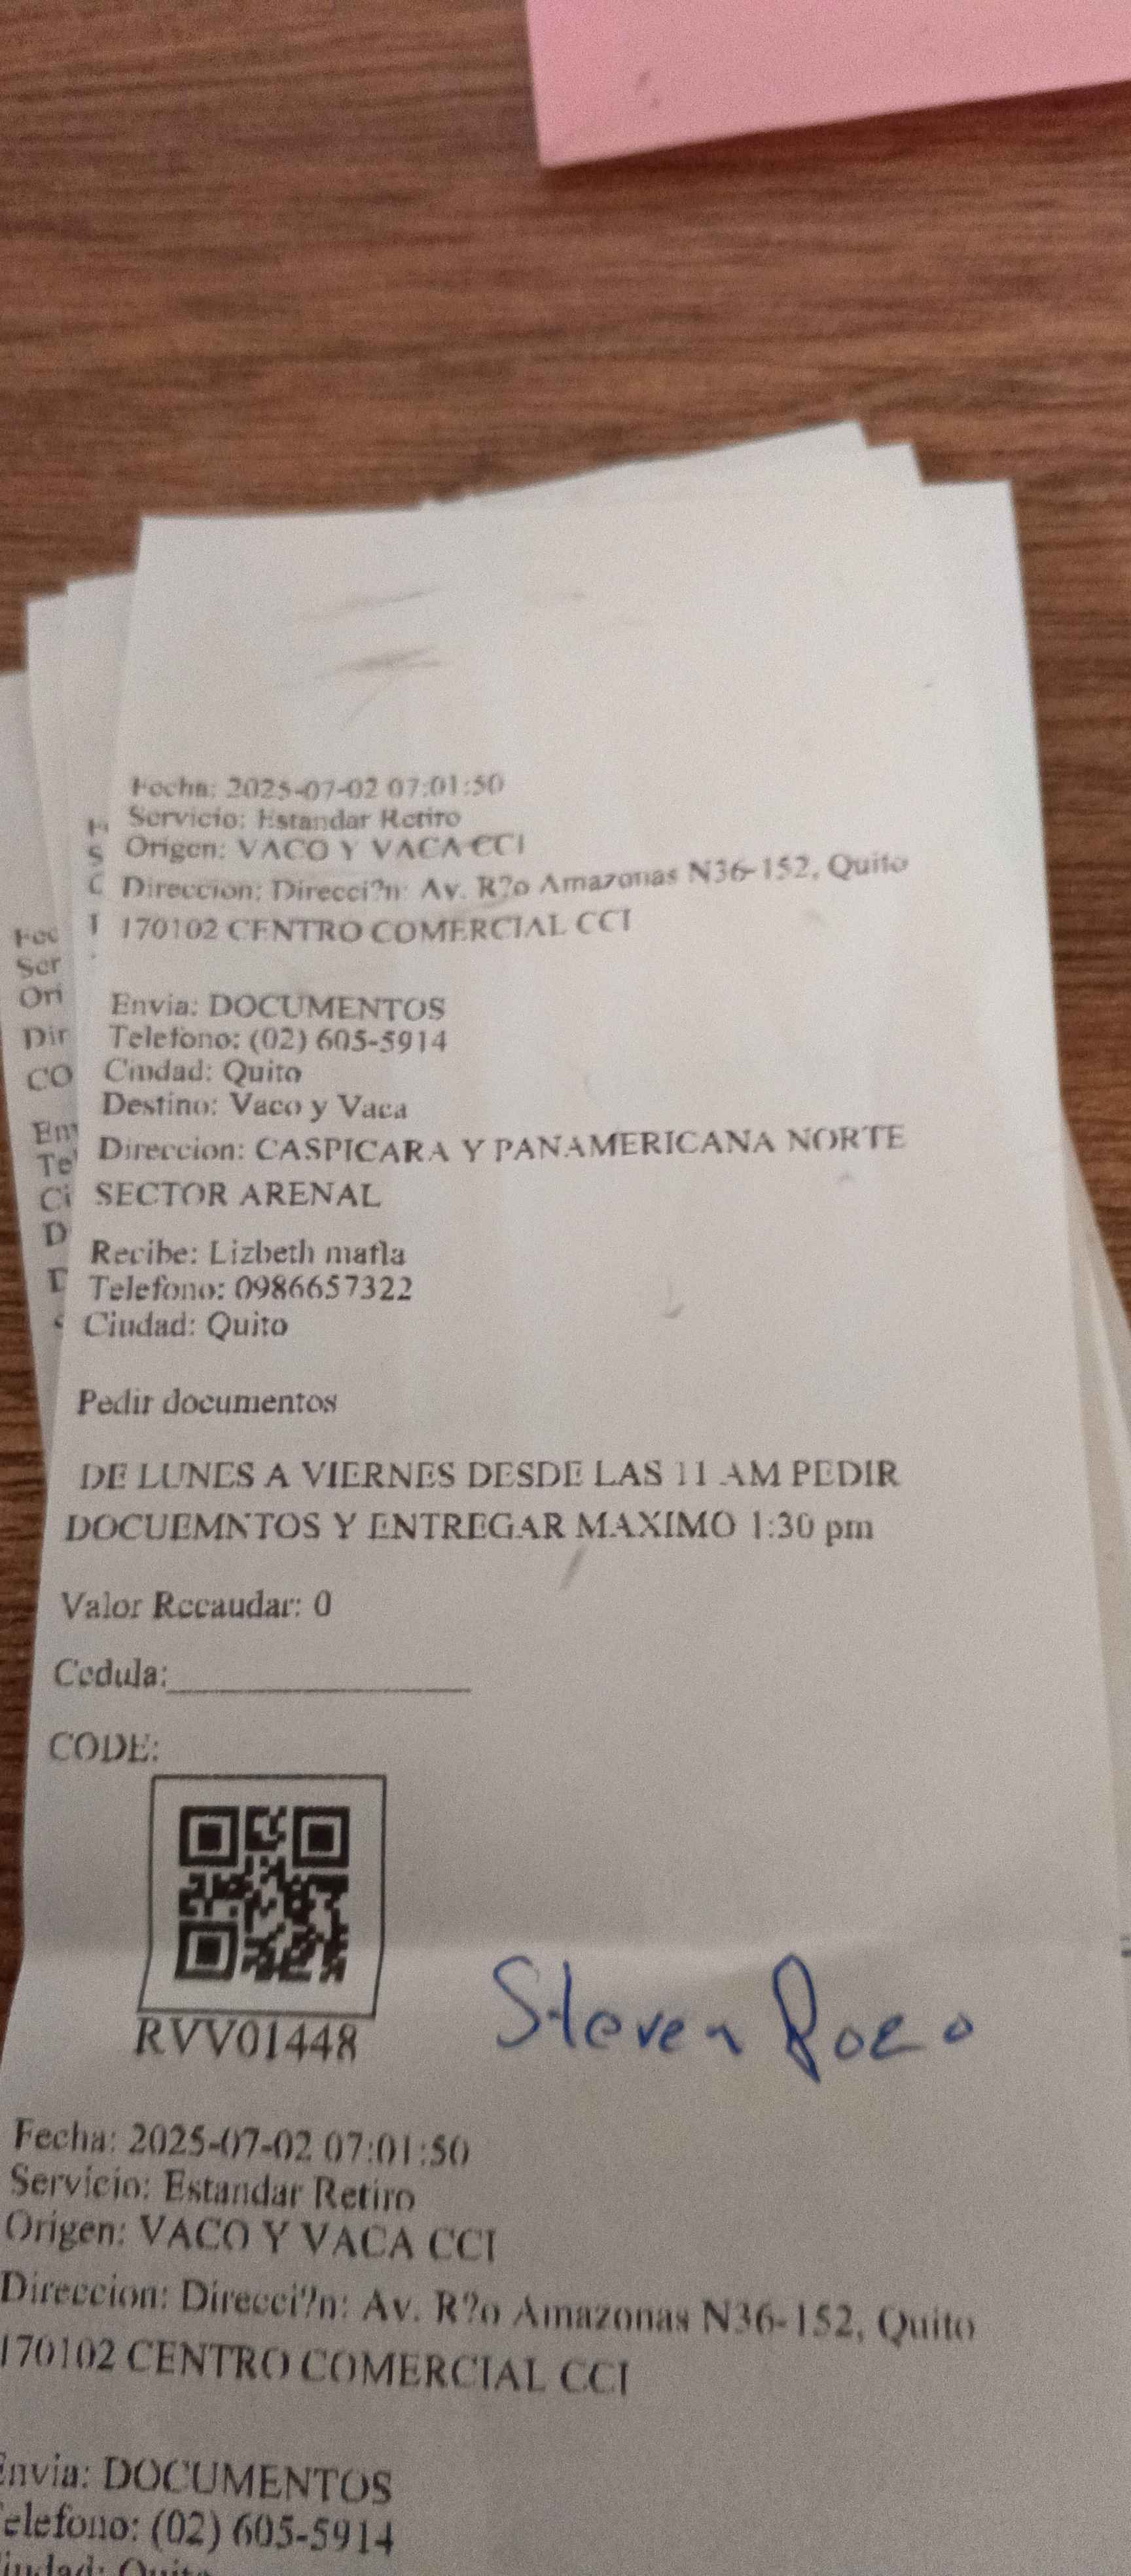 Fecha: 2025-07-02 07:01:50
Servicio: Estandar Retiro
Origen: VACO Y VACA CCI
Direccion: Direcci?n: Av. R?o Amazonas N36-152, Quito
170102 CENTRO COMERCIAL CCI
Envia: DOCUMENTOS
Telefono: (02) 605-5914
Ciudad: Quito
Destino: Vaco y Vaca
Direccion: CASPICARA Y PANAMERICANA NORTE
SECTOR ARENAL
Recibe: Lizbeth mafla
Telefono: 0986657322
Ciudad: Quito
Pedir documentos
DE LUNES A VIERNES DESDE LAS 11 AM PEDIR
DOCUEMNTOS Y ENTREGAR MAXIMO 1:30 pm
Valor Recaudar: 0
Cedula:
CODE:
RVV01448
Steven
Fecha: 2025-07-02 07:01:50
Servicio: Estandar Retiro
Origen: VACO Y VACA CCI
Direccion: Direcci?n: Av. R?o Amazonas N36-152, Quito
170102 CENTRO COMERCIAL CCI
Envia: DOCUMENTOS
Telefono: (02) 605-5914